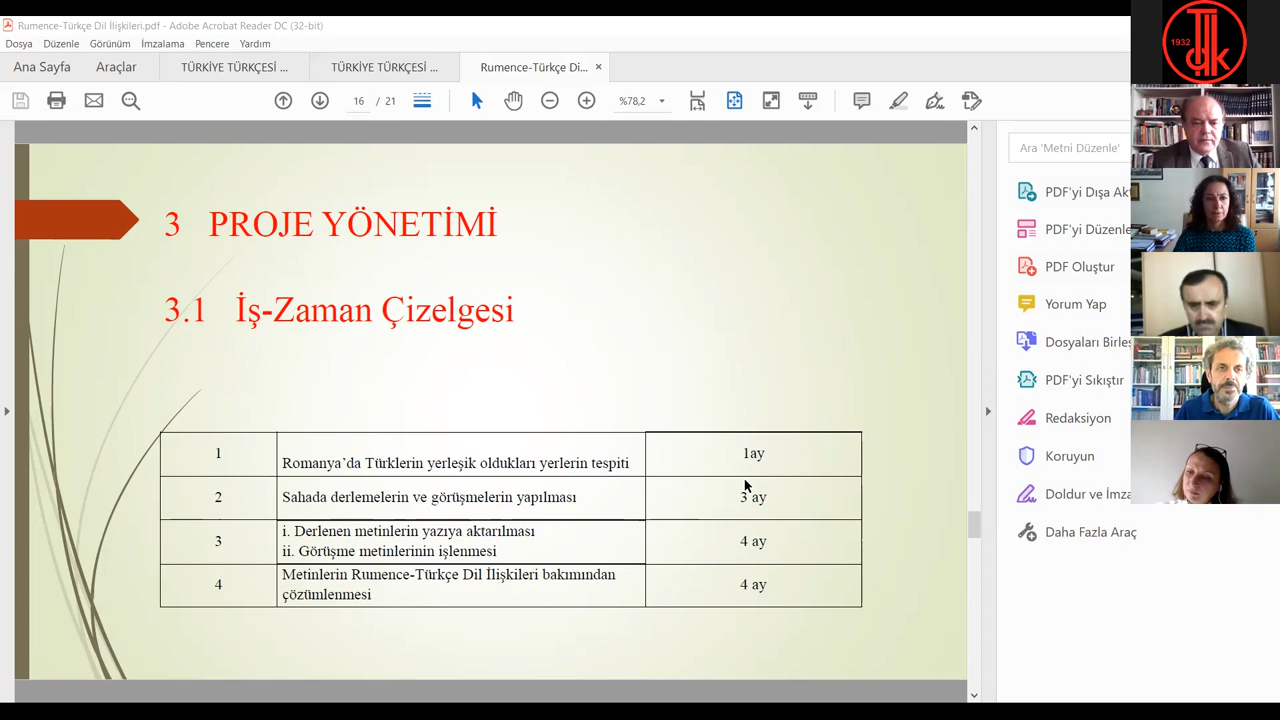 Rumence-Türkçe Dil İlişkileri.pdf - Adobe Acrobat Reader DC (32-bit)
Dosya Düzenle Görünüm İmzalama Pencere Yardım
Ana Sayfa Araçlar TÜRKİYE TÜRKÇESİ ... TÜRKİYE TÜRKÇESİ ... Rumence-Türkçe Di... ×
16 / 21 %78,2
Ara 'Metni Düzenle'
PDF'yi Dışa Akt
PDF'yi Düzenle
PDF Oluştur
Yorum Yap
Dosyaları Birleş
PDF'yi Sıkıştır
Redaksiyon
Koruyun
Doldur ve İmza
Daha Fazla Araç
3 PROJE YÖNETİMİ
3.1 İş-Zaman Çizelgesi
1 Romanya’da Türklerin yerleşik oldukları yerlerin tespiti 1ay
2 Sahada derlemelerin ve görüşmelerin yapılması 3 ay
3 i. Derlenen metinlerin yazıya aktarılması 4 ay
ii. Görüşme metinlerinin işlenmesi
4 Metinlerin Rumence-Türkçe Dil İlişkileri bakımından 4 ay
çözümlenmesi
1932 TDK